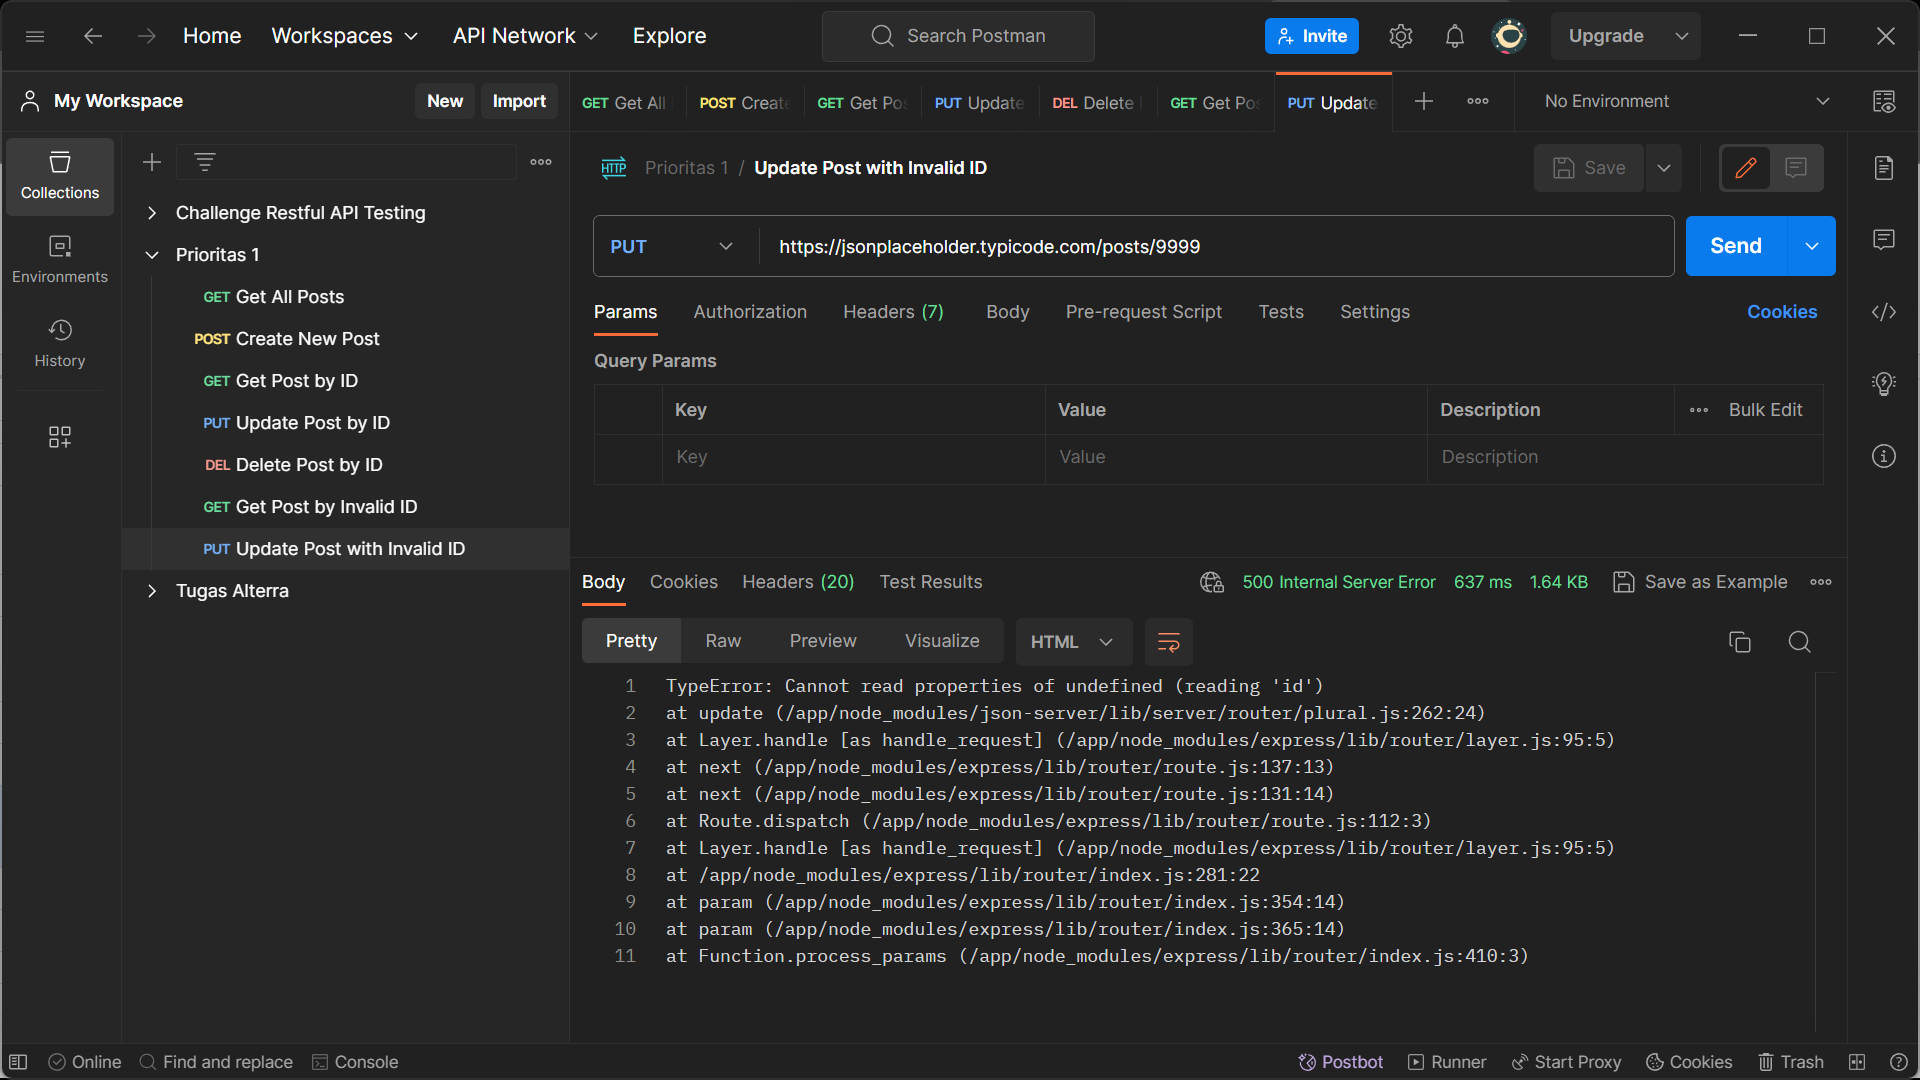 Home Workspaces API Network Explore Search Postman Invite Upgrade
My Workspace New Import
GET Get All POST Create GET Get Pos PUT Update DEL Delete GET Get Pos PUT Update No Environment
Collections
Environments
History
Challenge Restful API Testing
Prioritas 1
GET Get All Posts
POST Create New Post
GET Get Post by ID
PUT Update Post by ID
DEL Delete Post by ID
GET Get Post by Invalid ID
PUT Update Post with Invalid ID
Tugas Alterra
HTTP Prioritas 1 / Update Post with Invalid ID Save
PUT https://jsonplaceholder.typicode.com/posts/9999 Send
Params Authorization Headers (7) Body Pre-request Script Tests Settings Cookies
Query Params
Key Value Description Bulk Edit
Key Value Description
Body Cookies Headers (20) Test Results 500 Internal Server Error 637 ms 1.64 KB Save as Example
Pretty Raw Preview Visualize HTML
1 TypeError: Cannot read properties of undefined (reading 'id')
2 at update (/app/node_modules/json-server/lib/server/router/plural.js:262:24)
3 at Layer.handle [as handle_request] (/app/node_modules/express/lib/router/layer.js:95:5)
4 at next (/app/node_modules/express/lib/router/route.js:137:13)
5 at next (/app/node_modules/express/lib/router/route.js:131:14)
6 at Route.dispatch (/app/node_modules/express/lib/router/route.js:112:3)
7 at Layer.handle [as handle_request] (/app/node_modules/express/lib/router/layer.js:95:5)
8 at /app/node_modules/express/lib/router/index.js:281:22
9 at param (/app/node_modules/express/lib/router/index.js:354:14)
10 at param (/app/node_modules/express/lib/router/index.js:365:14)
11 at Function.process_params (/app/node_modules/express/lib/router/index.js:410:3)
Online Find and replace Console Postbot Runner Start Proxy Cookies Trash